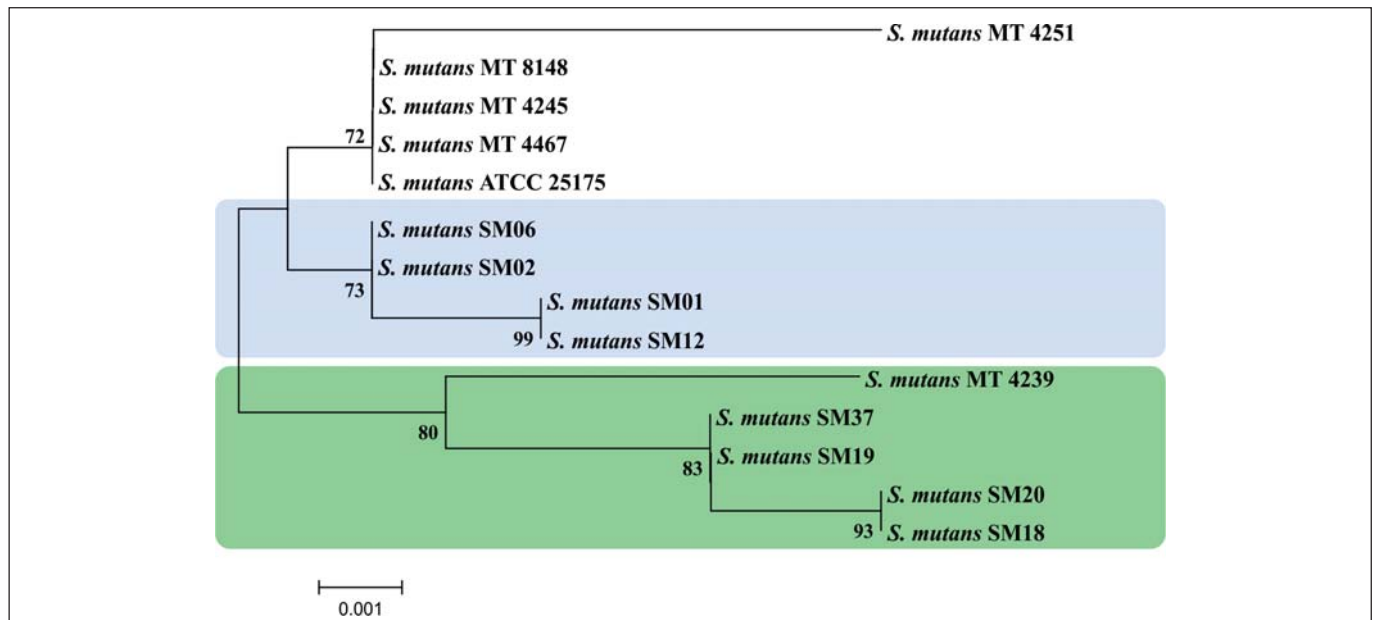 S. mutans MT 4251
S. mutans MT 8148
S. mutans MT 4245
72
S. mutans MT 4467
S. mutans ATCC 25175
S. mutans SM06
S. mutans SM02
73
S. mutans SM01
99
S. mutans SM12
S. mutans MT 4239
S. mutans SM37
80
S. mutans SM19
83
S. mutans SM20
93
S. mutans SM18
0.001